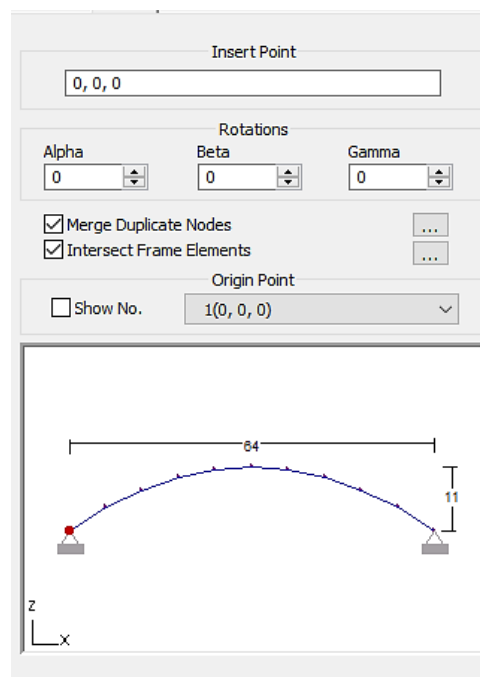 Insert Point
0, 0, 0
Rotations
Alpha Beta Gamma
0 0 0
Merge Duplicate Nodes ...
Intersect Frame Elements ...
Origin Point
Show No. 1(0, 0, 0)
64
11
z
x